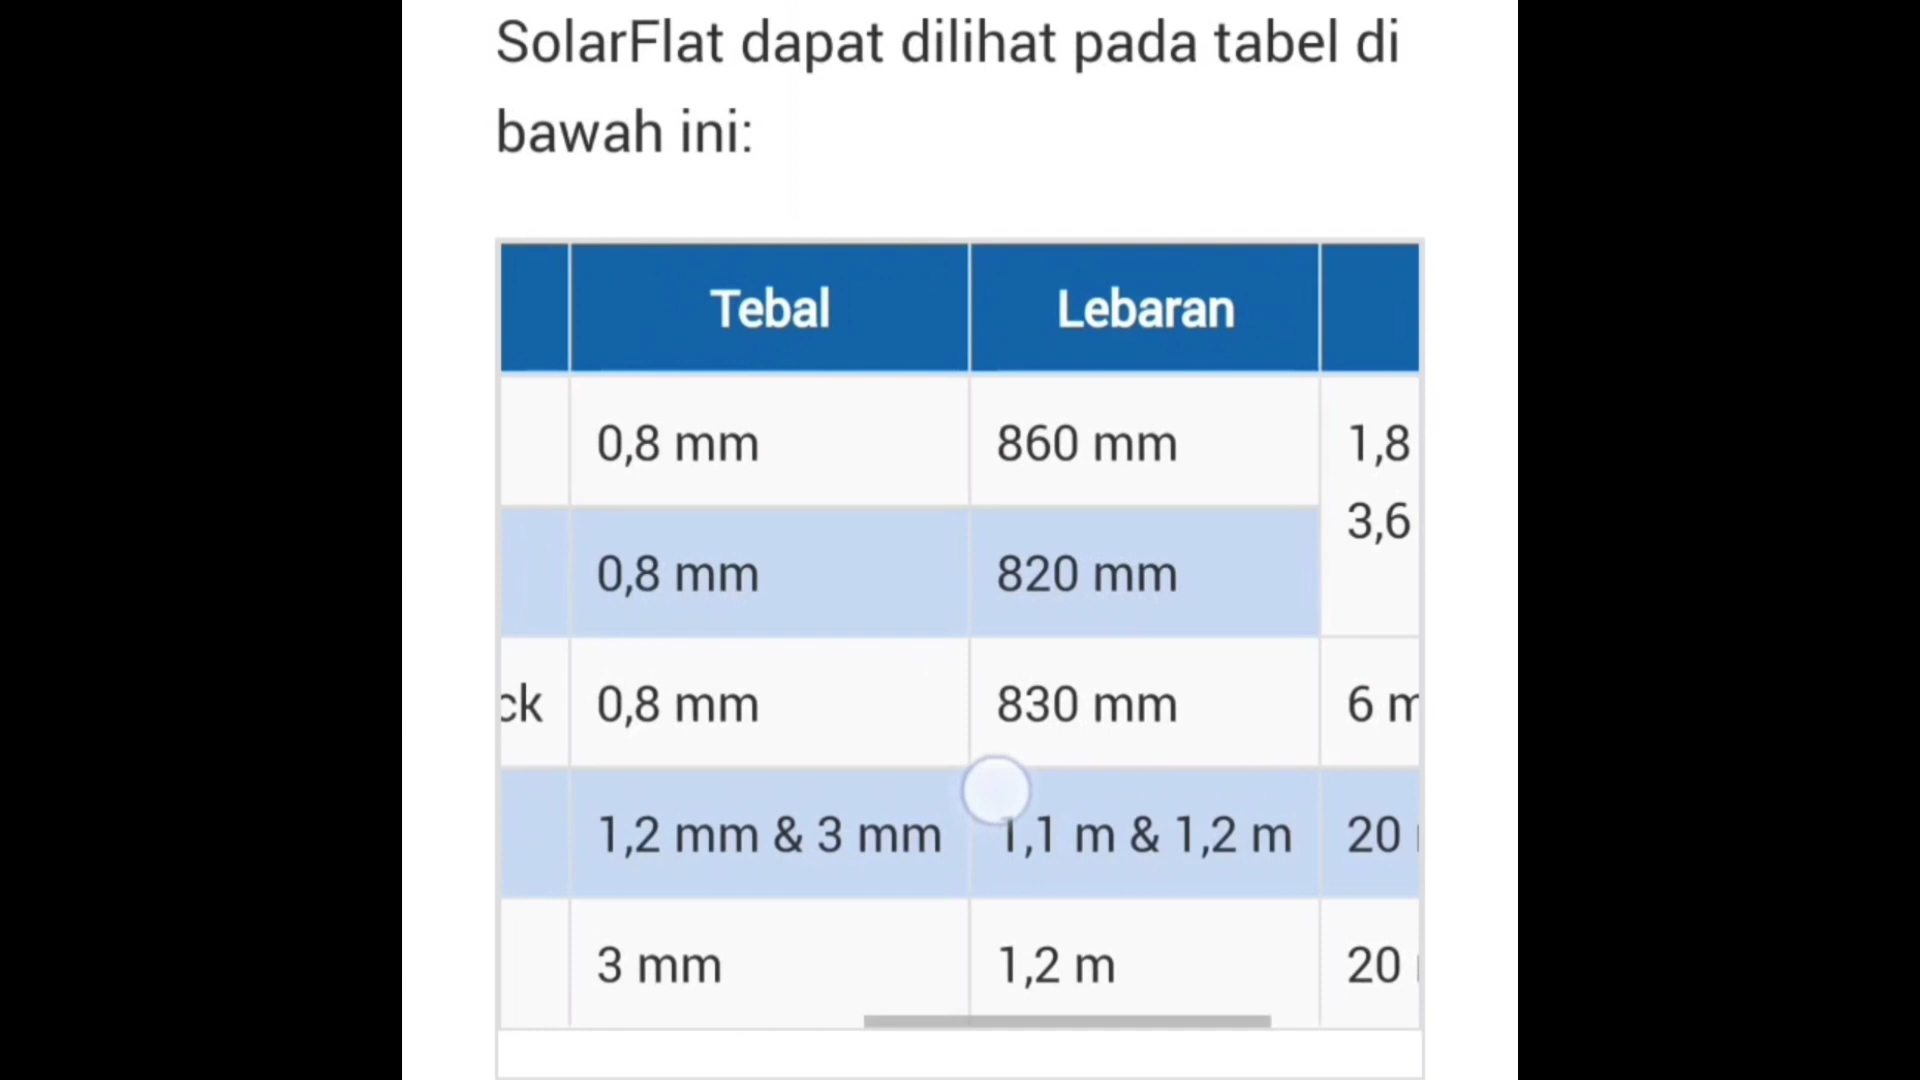 SolarFlat dapat dilihat pada tabel di
bawah ini:
Tebal Lebaran
0,8 mm 860 mm 1,8
3,6
0,8 mm 820 mm
ck 0,8 mm 830 mm 6 m
1,2 mm & 3 mm 1,1 m & 1,2 m 20
3 mm 1,2 m 20